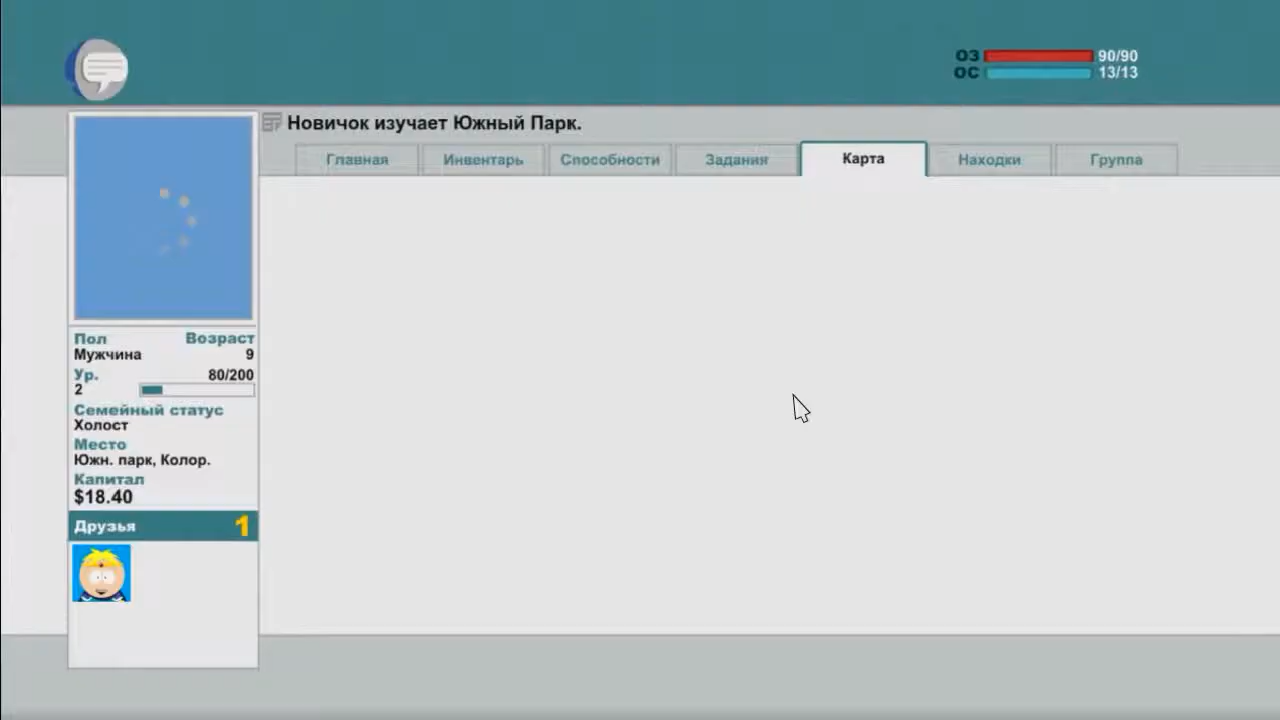 ОЗ 90/90
ОС 13/13
Новичок изучает Южный Парк.
Главная Инвентарь Способности Задания Карта Находки Группа
Пол Возраст
Мужчина 9
Ур. 80/200
2
Семейный статус
Холост
Место
Южн. парк, Колор.
Капитал
$18.40
Друзья 1